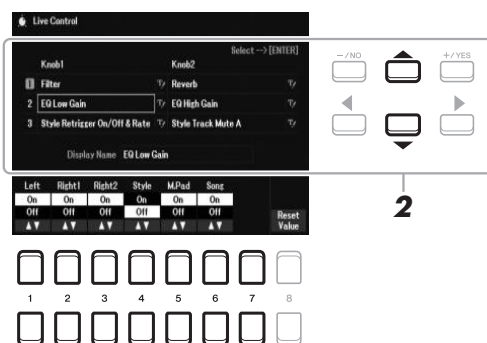 Live Control
Select -->[ENTER]
Knob1 Knob2
1 Filter Reverb
2 EQ Low Gain EQ High Gain
3 Style Retrigger On/Off & Rate Style Track Mute A
Display Name EQ Low Gain
Left Right1 Right2 Style M.Pad Song
On On On On On On
Off Off Off Off Off Off
Reset
Value
−/NO +/YES
2
1 2 3 4 5 6 7 8